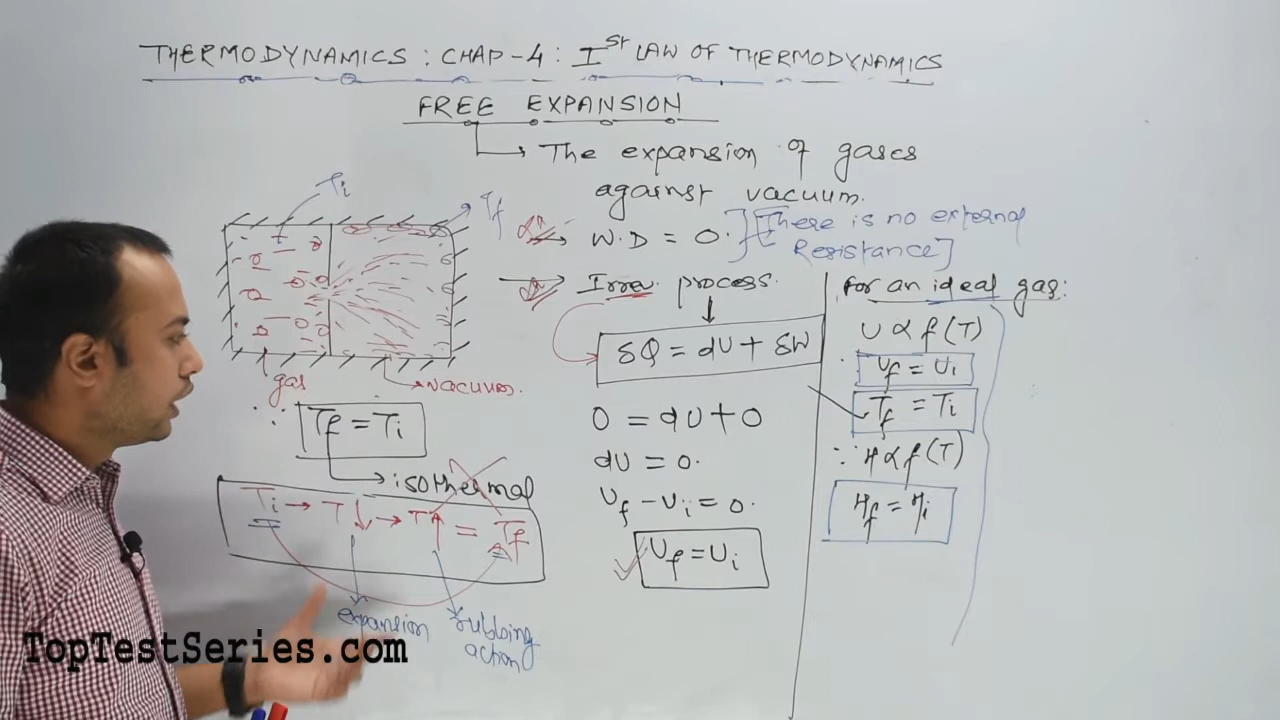 THERMODYNAMICS : CHAP-4 : Ist LAW OF THERMODYNAMICS
FREE EXPANSION
The expansion of gases
against vacuum.
W.D = 0.
[There is no external
Resistance]
Irrev. process.
δQ = dU + δW
0 = dU + 0
dU = 0.
Uf - Ui = 0.
Uf = Ui
for an ideal gas:
U ∝ f(T)
Uf = Ui
Tf = Ti
∵ H ∝ f(T)
Hf = Hi
Ti
Tf
gas
vacuum.
∴ Tf = Ti
isothermal
Ti → T↓ → T↑ = Tf
expansion
rubbing
action
TopTestSeries.com